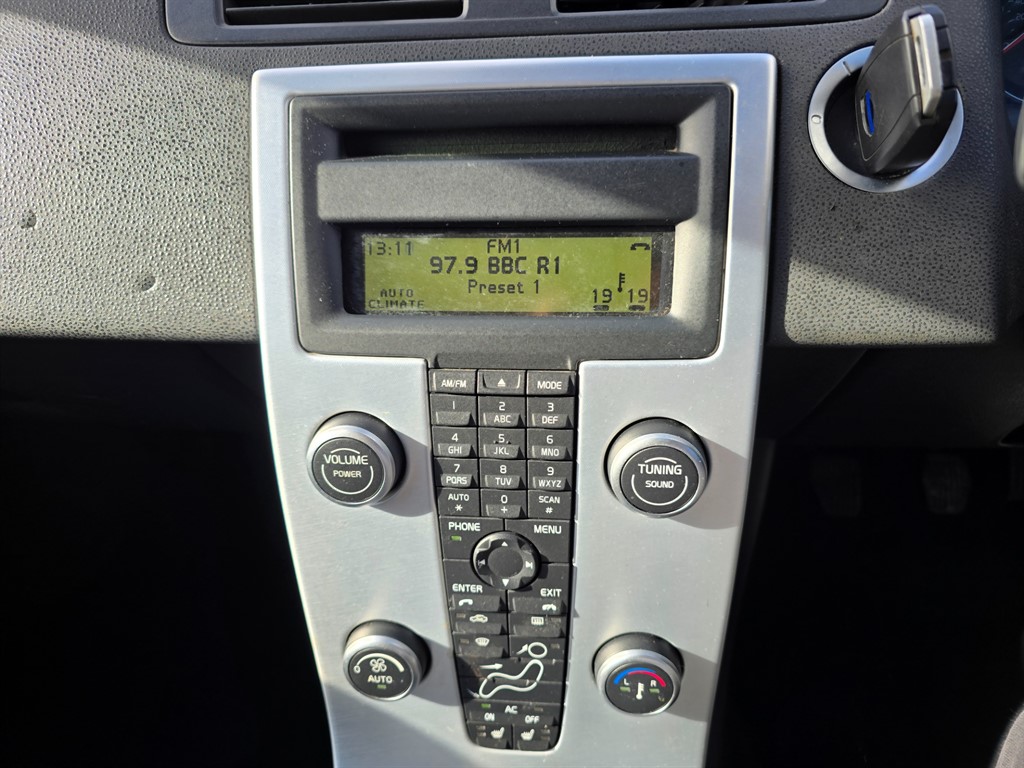 13:11 FM1
97.9 BBC R1
Preset 1
AUTO
CLIMATE
19 19
AM/FM MODE
1 2 3
ABC DEF
4 5 6
GHI JKL MNO
7 8 9
PQRS TUV WXYZ
AUTO 0 SCAN
* + #
VOLUME
POWER
TUNING
SOUND
PHONE MENU
ENTER EXIT
0
AUTO
L R
AC
ON OFF